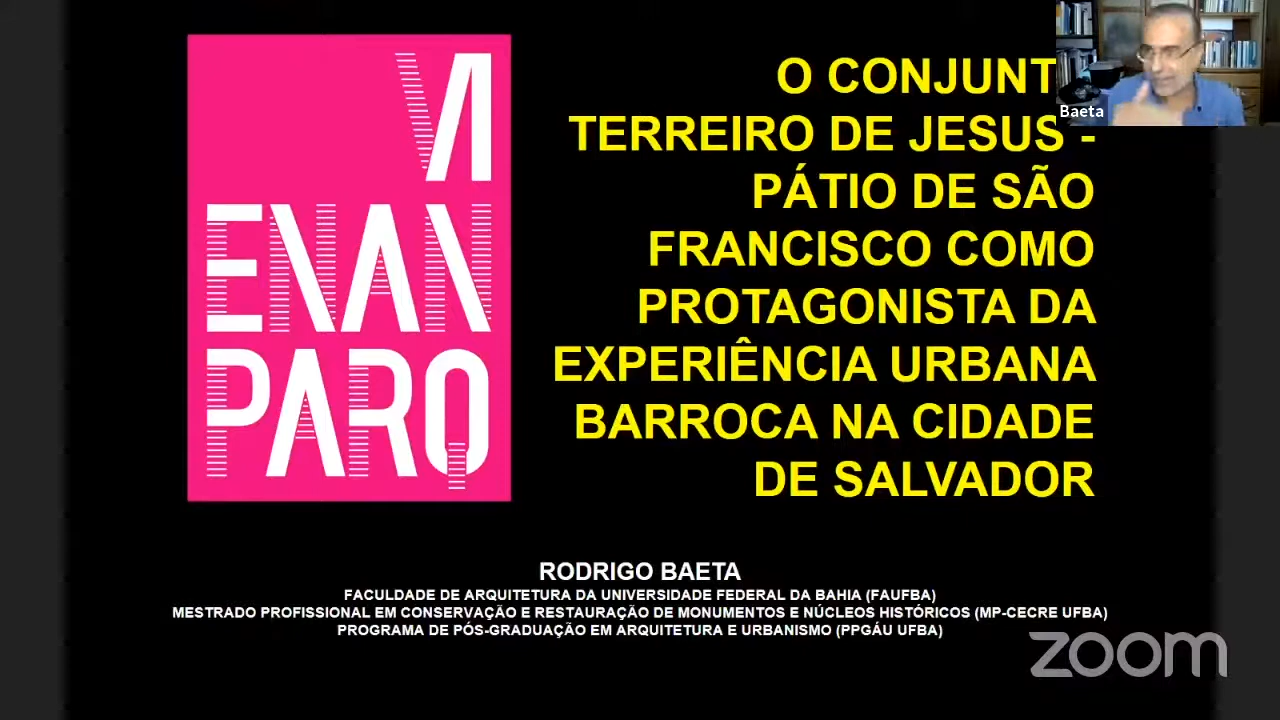 VI
ENAN
PARQ
O CONJUNT
TERREIRO DE JESUS -
PÁTIO DE SÃO
FRANCISCO COMO
PROTAGONISTA DA
EXPERIÊNCIA URBANA
BARROCA NA CIDADE
DE SALVADOR
Baeta
RODRIGO BAETA
FACULDADE DE ARQUITETURA DA UNIVERSIDADE FEDERAL DA BAHIA (FAUFBA)
MESTRADO PROFISSIONAL EM CONSERVAÇÃO E RESTAURAÇÃO DE MONUMENTOS E NÚCLEOS HISTÓRICOS (MP-CECRE UFBA)
PROGRAMA DE PÓS-GRADUAÇÃO EM ARQUITETURA E URBANISMO (PPGÁU UFBA)
zoom